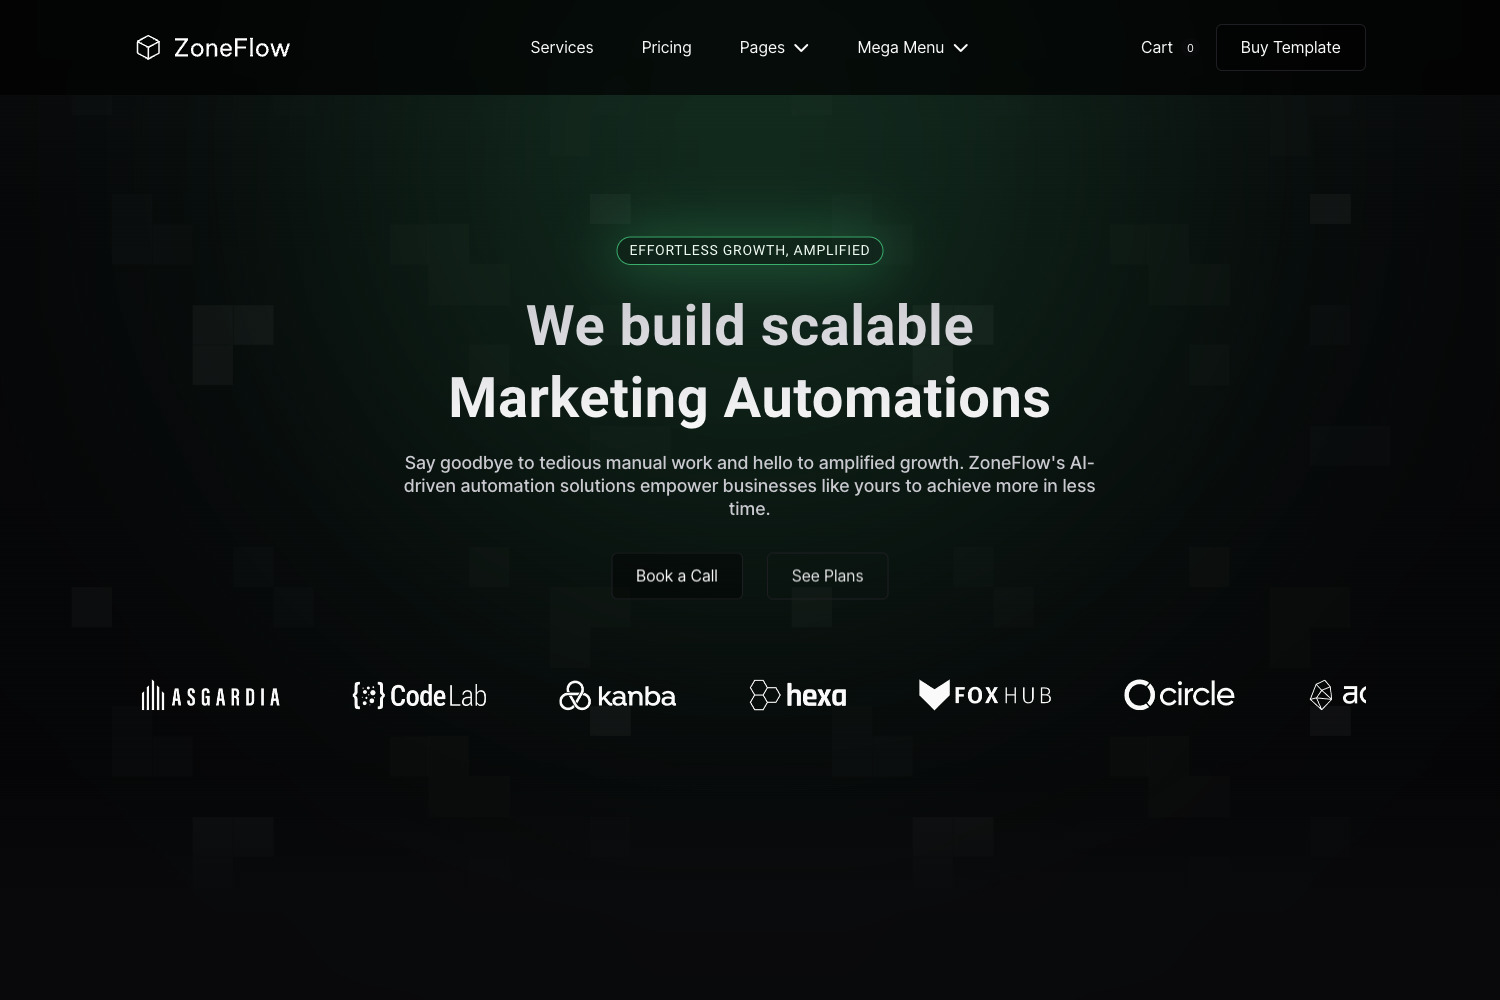 ZoneFlow
Services
Pricing
Pages
Mega Menu
Cart 0
Buy Template
EFFORTLESS GROWTH, AMPLIFIED
We build scalable
Marketing Automations
Say goodbye to tedious manual work and hello to amplified growth. ZoneFlow's AI-
driven automation solutions empower businesses like yours to achieve more in less
time.
Book a Call
See Plans
ASGARDIA
CodeLab
kanba
hexa
FOXHUB
circle